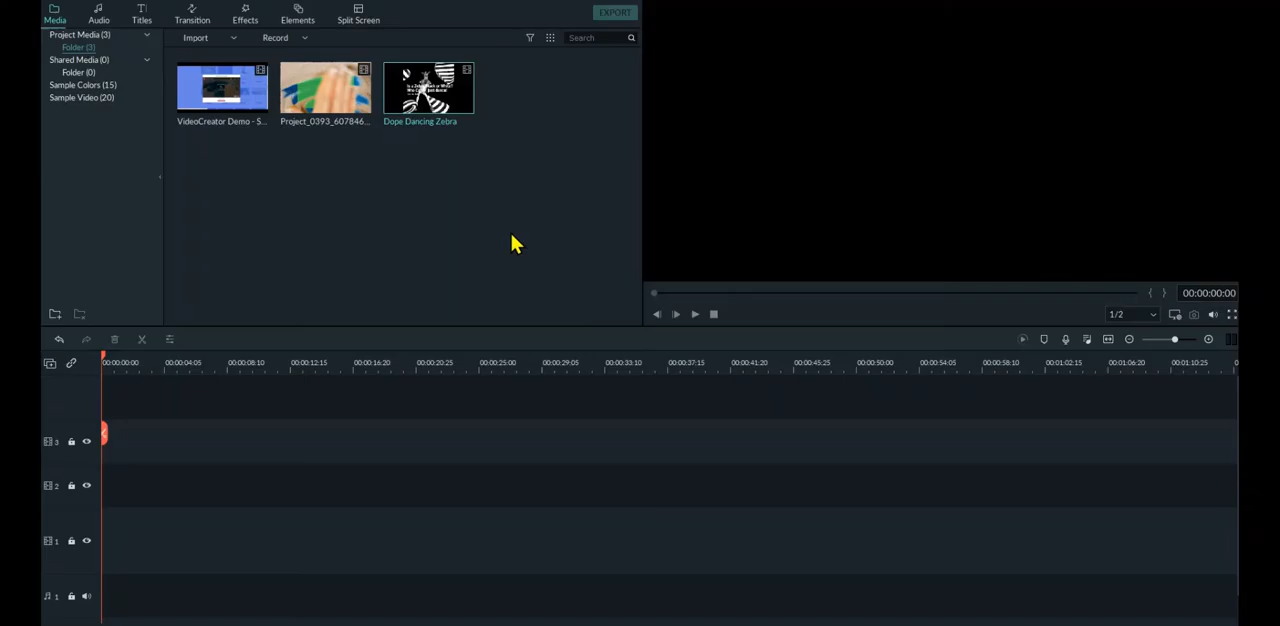 Media Audio Titles Transition Effects Elements Split Screen EXPORT
Project Media (3) Import Record Search
Folder (3)
Shared Media (0)
Folder (0)
Sample Colors (15)
Sample Video (20)
VideoCreator Demo - S... Project_0393_607846... Dope Dancing Zebra
00:00:00:00
1/2
00:00:00:00 00:00:04:05 00:00:08:10 00:00:12:15 00:00:16:20 00:00:20:25 00:00:25:00 00:00:29:05 00:00:33:10 00:00:37:15 00:00:41:20 00:00:45:25 00:00:50:00 00:00:54:05 00:00:58:10 00:01:02:15 00:01:06:20 00:01:10:25 0
3
2
1
1